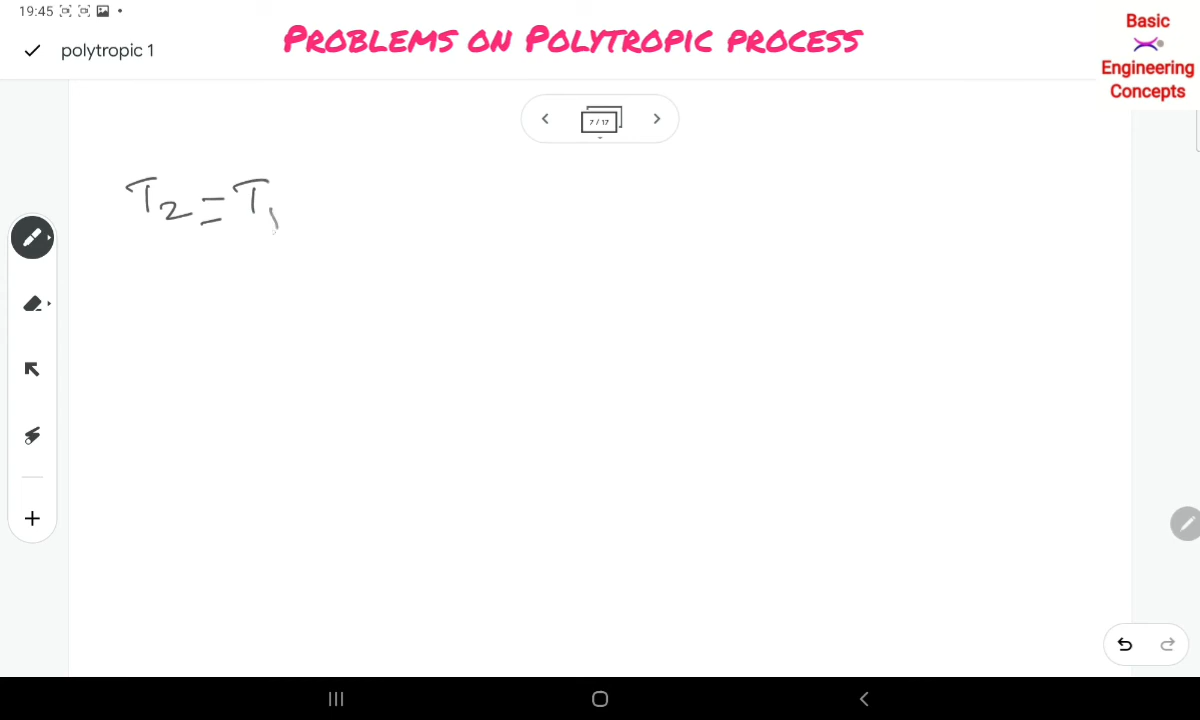 19:45
PROBLEMS ON POLYTROPIC PROCESS
Basic
Engineering
Concepts
polytropic 1
7 / 17
T₂ = T₁